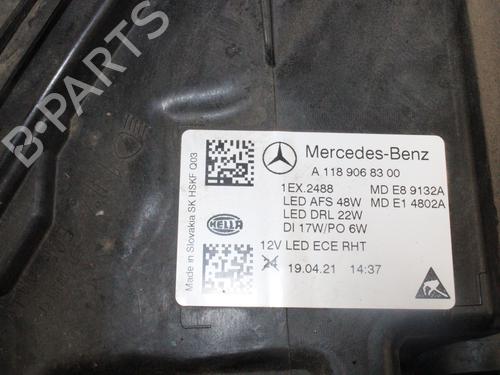 B-PARTS
Mercedes-Benz
A 118 906 83 00
1EX.2488 MD E8 9132A
LED AFS 48W MD E1 4802A
LED DRL 22W
DI 17W/PO 6W
12V LED ECE RHT
19.04.21 14:37
HELLA
Made in Slovakia SK HSKF Q03